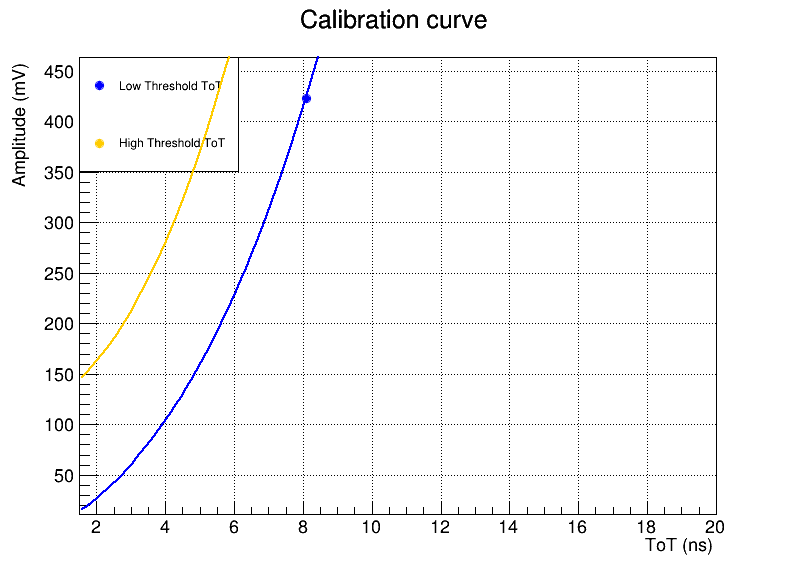 Calibration curve
Amplitude (mV)
450
400
350
300
250
200
150
100
50
Low Threshold ToT
High Threshold ToT
2 4 6 8 10 12 14 16 18 20
ToT (ns)